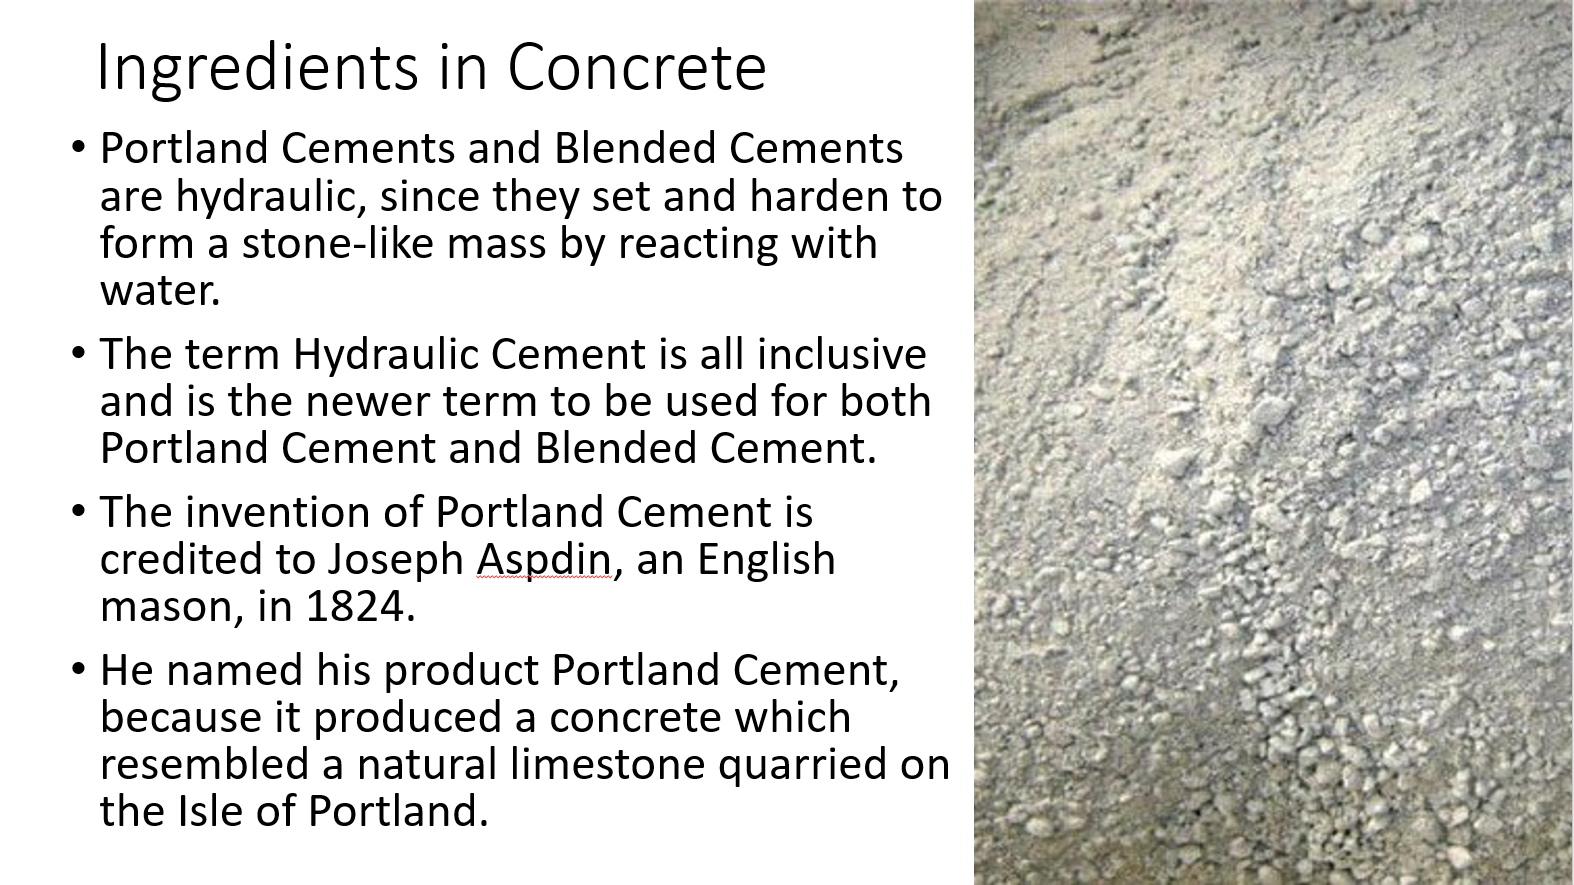 Ingredients in Concrete
• Portland Cements and Blended Cements
are hydraulic, since they set and harden to
form a stone-like mass by reacting with
water.
• The term Hydraulic Cement is all inclusive
and is the newer term to be used for both
Portland Cement and Blended Cement.
• The invention of Portland Cement is
credited to Joseph Aspdin, an English
mason, in 1824.
• He named his product Portland Cement,
because it produced a concrete which
resembled a natural limestone quarried on
the Isle of Portland.